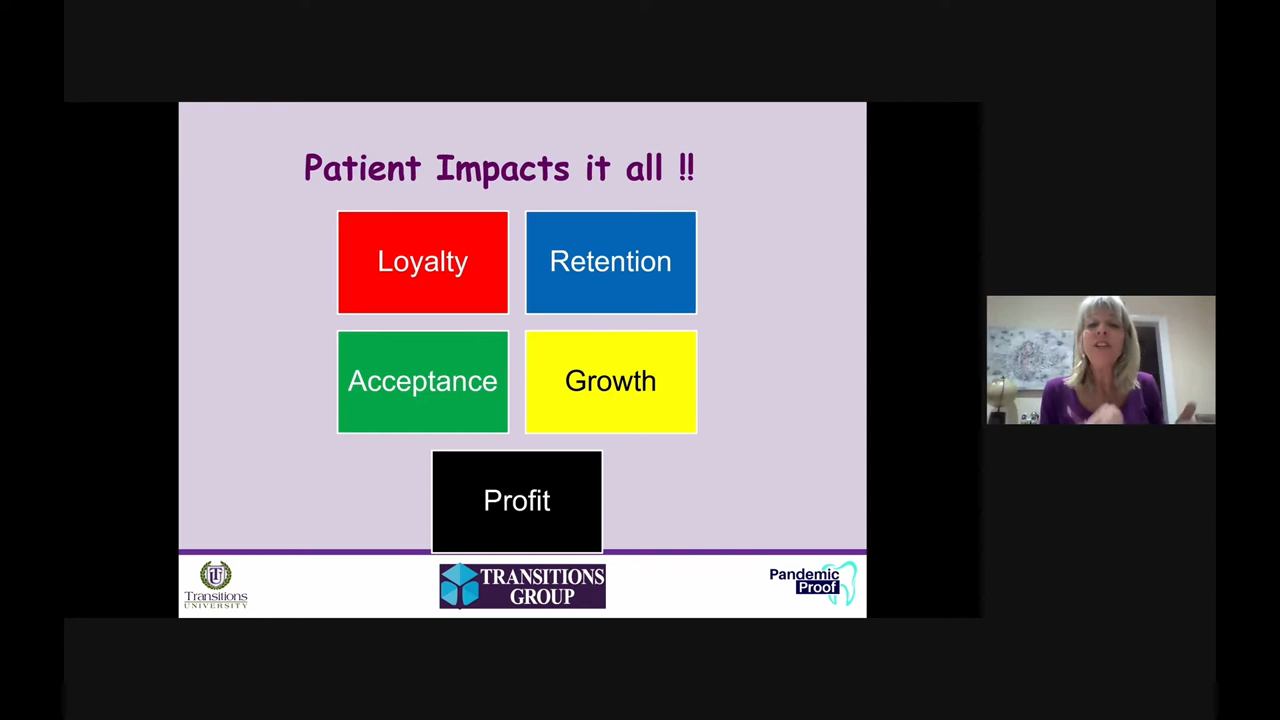 Patient Impacts it all !!
Loyalty
Retention
Acceptance
Growth
Profit
Transitions
UNIVERSITY
TRANSITIONS
GROUP
Pandemic
Proof